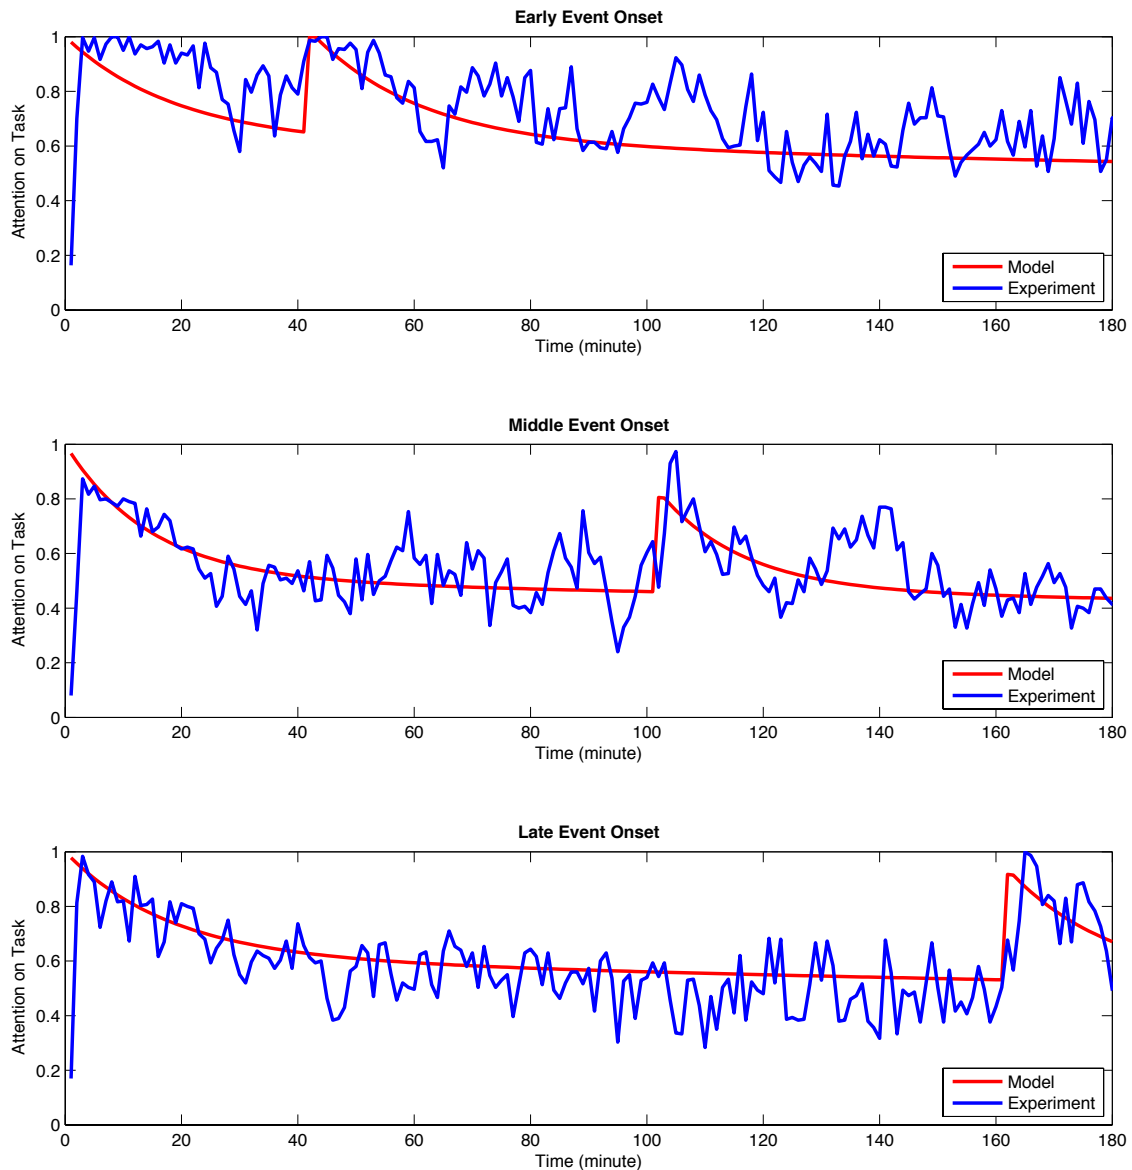 Early Event Onset
1
0.8
0.6
0.4
0.2
0
Attention on Task
0 20 40 60 80 100 120 140 160 180
Time (minute)
Model
Experiment
Middle Event Onset
1
0.8
0.6
0.4
0.2
0
Attention on Task
0 20 40 60 80 100 120 140 160 180
Time (minute)
Model
Experiment
Late Event Onset
1
0.8
0.6
0.4
0.2
0
Attention on Task
0 20 40 60 80 100 120 140 160 180
Time (minute)
Model
Experiment